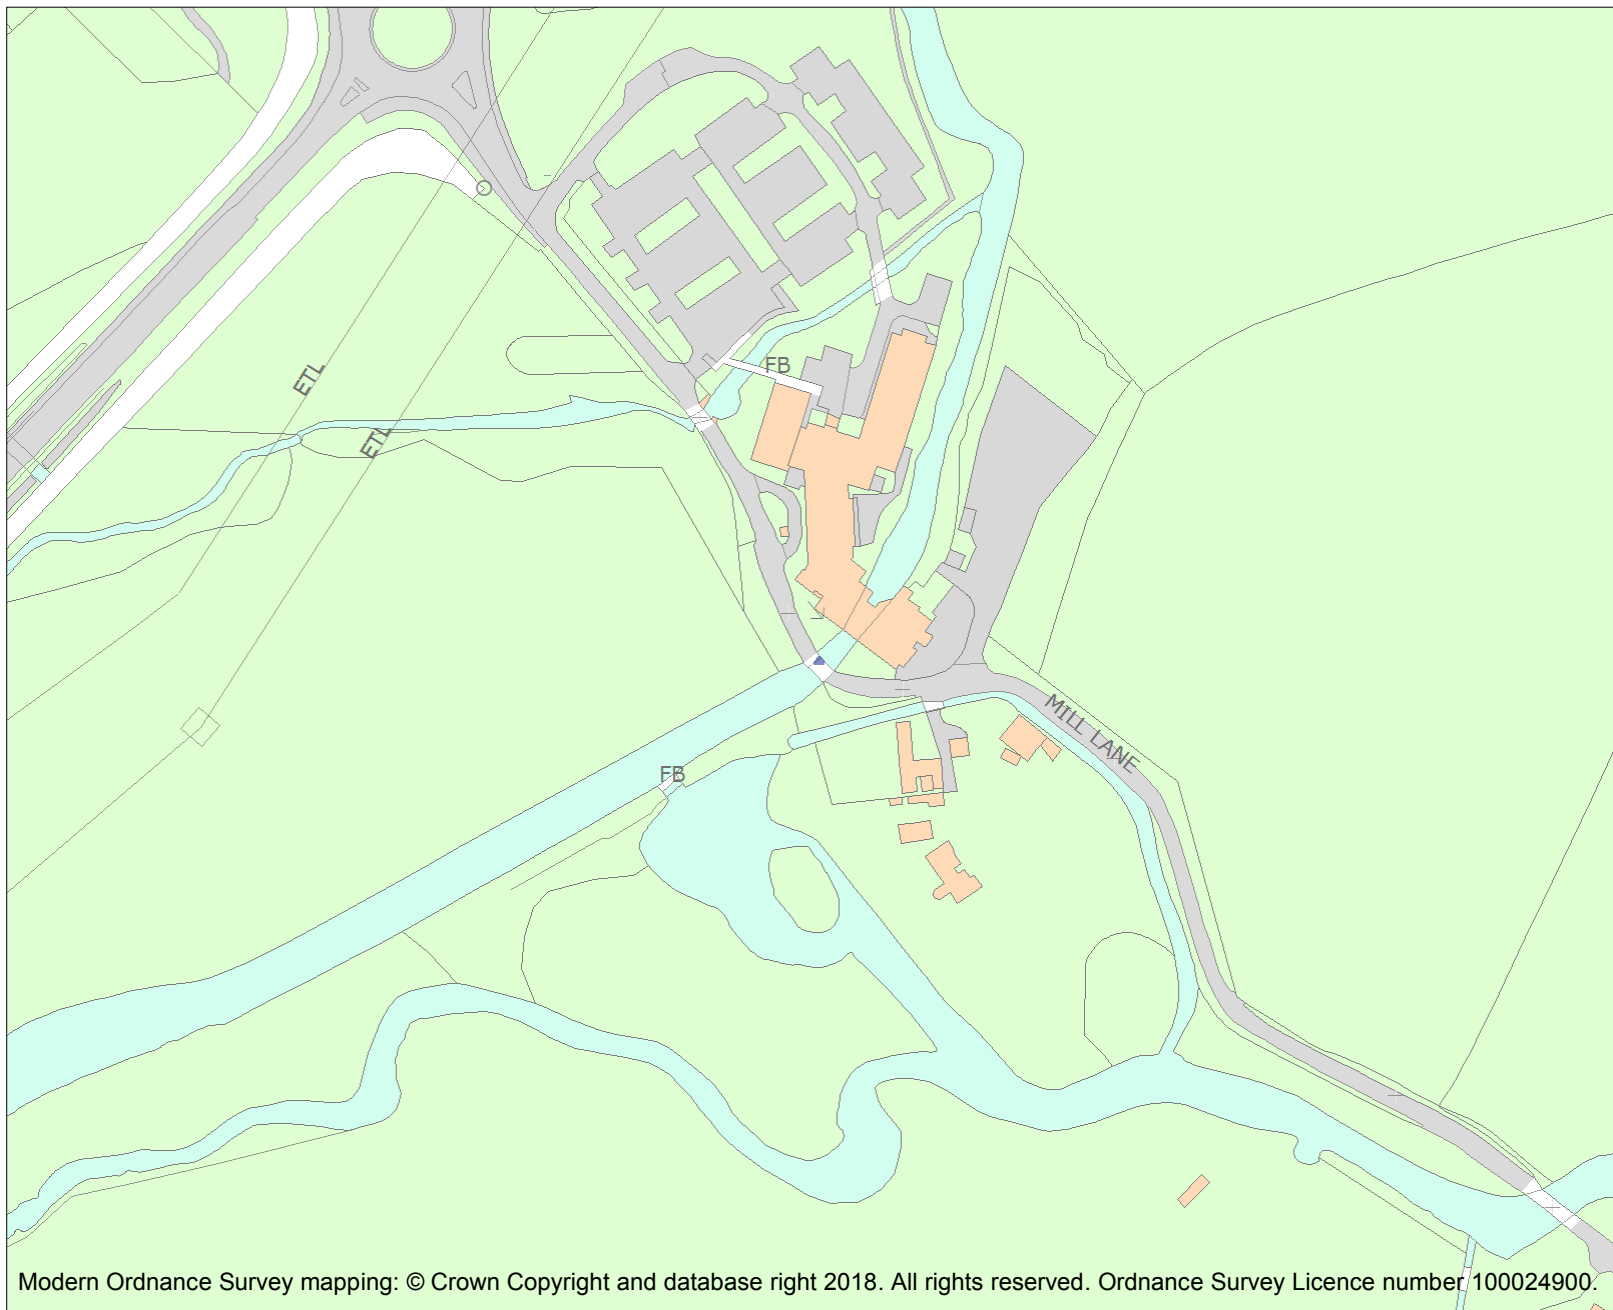 FB
ETL
ETL
MILL LANE
FB
Modern Ordnance Survey mapping: © Crown Copyright and database right 2018. All rights reserved. Ordnance Survey Licence number 100024900.